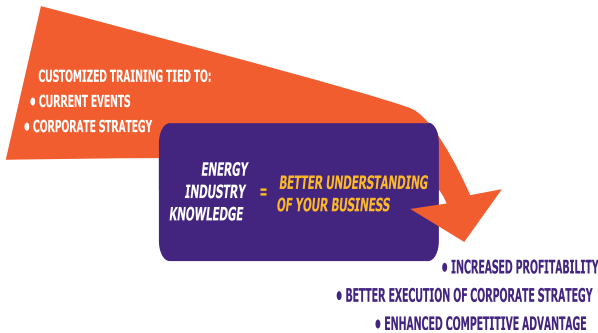 CUSTOMIZED TRAINING TIED TO:
• CURRENT EVENTS
• CORPORATE STRATEGY
ENERGY
INDUSTRY
KNOWLEDGE
=
BETTER UNDERSTANDING
OF YOUR BUSINESS
• INCREASED PROFITABILITY
• BETTER EXECUTION OF CORPORATE STRATEGY
• ENHANCED COMPETITIVE ADVANTAGE